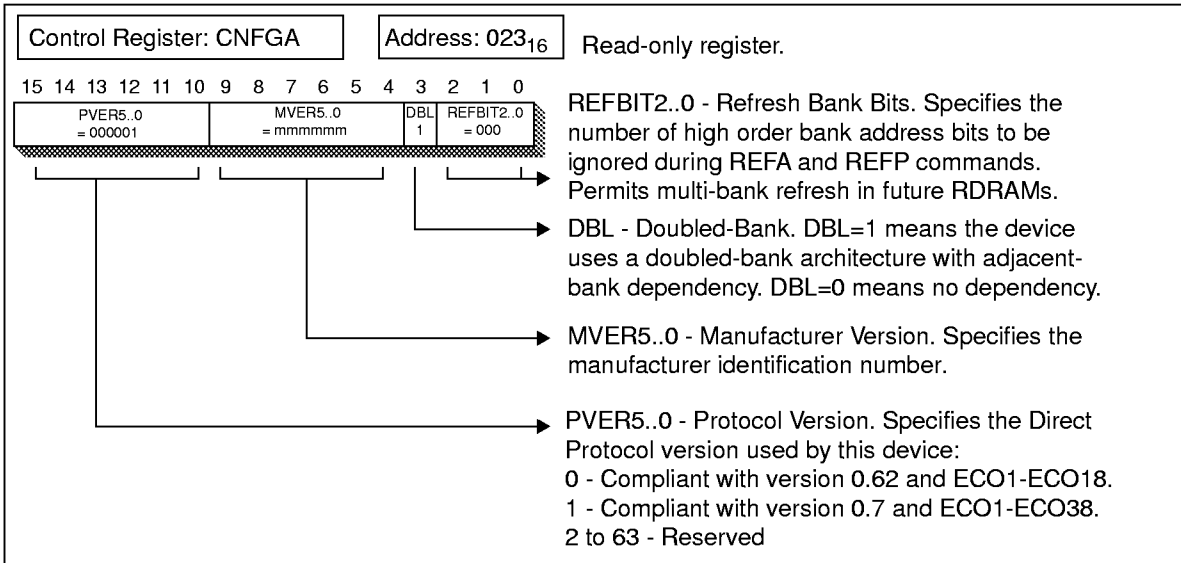 Control Register: CNFGA
Address: 023₁₆
Read-only register.
15 14 13 12 11 10 9 8 7 6 5 4 3 2 1 0
PVER5..0
= 000001
MVER5..0
= mmmmmm
DBL
1
REFBIT2..0
= 000
REFBIT2..0 - Refresh Bank Bits. Specifies the
number of high order bank address bits to be
ignored during REFA and REFP commands.
Permits multi-bank refresh in future RDRAMs.
DBL - Doubled-Bank. DBL=1 means the device
uses a doubled-bank architecture with adjacent-
bank dependency. DBL=0 means no dependency.
MVER5..0 - Manufacturer Version. Specifies the
manufacturer identification number.
PVER5..0 - Protocol Version. Specifies the Direct
Protocol version used by this device:
0 - Compliant with version 0.62 and ECO1-ECO18.
1 - Compliant with version 0.7 and ECO1-ECO38.
2 to 63 - Reserved